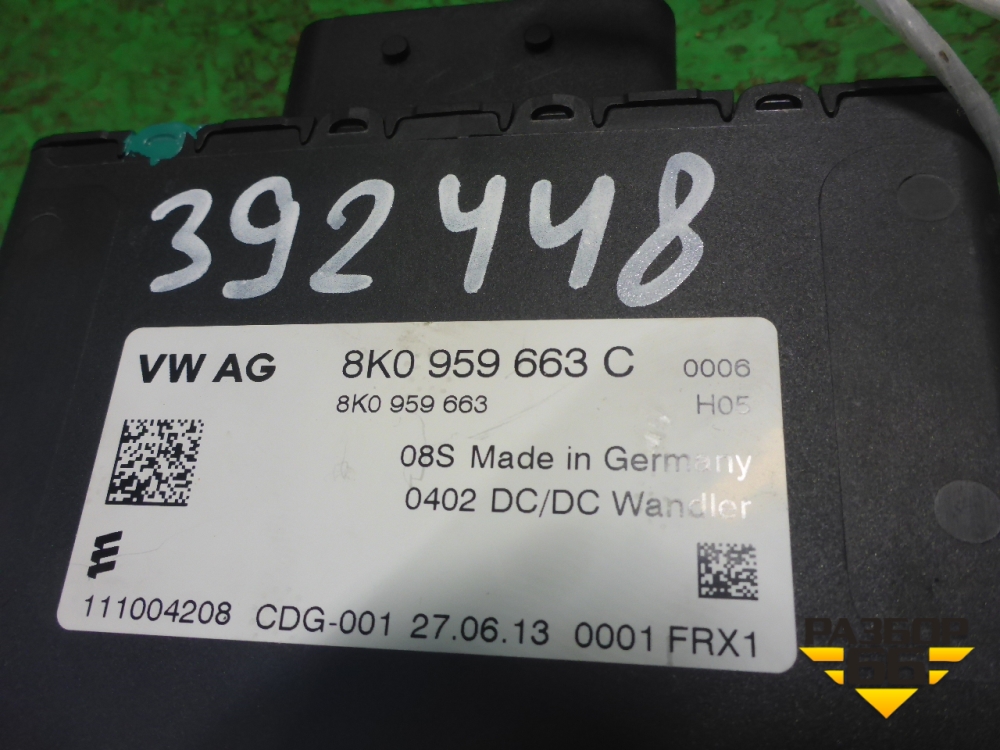 392448
VW AG 8K0 959 663 C 0006
8K0 959 663 H05
08S Made in Germany
0402 DC/DC Wandler
111004208 CDG-001 27.06.13 0001 FRX1
РАЗБОР
66